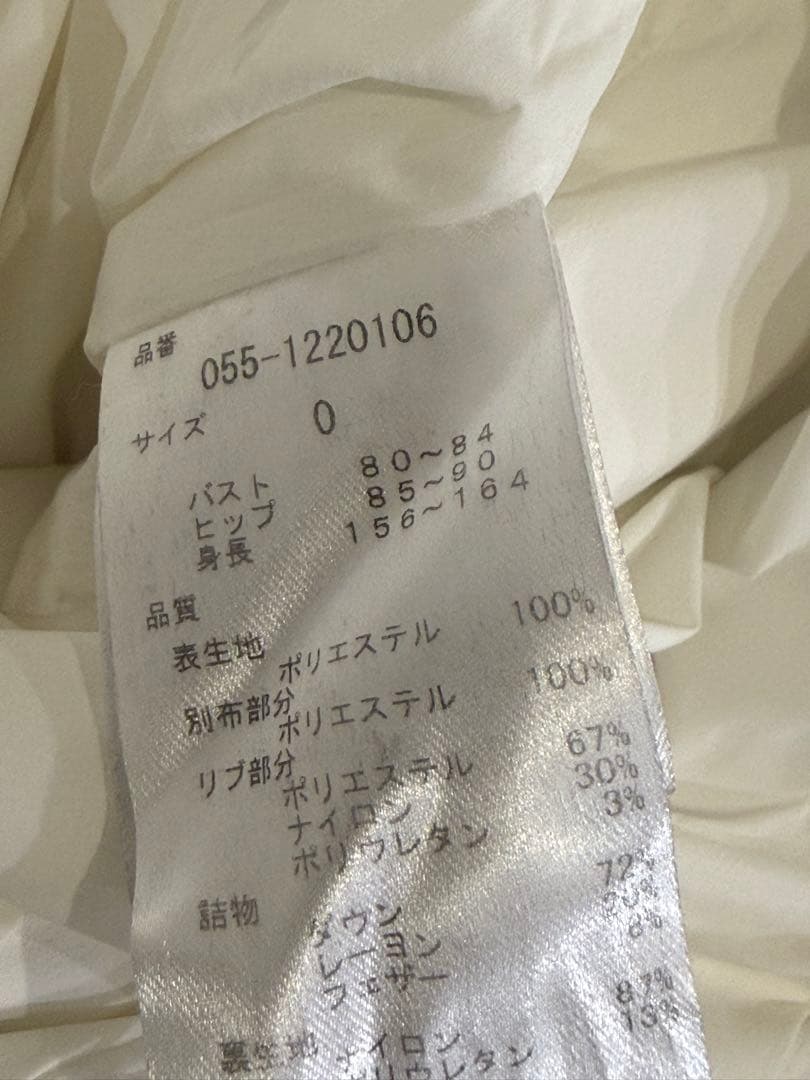 品番 055-1220106
サイズ 0
バスト 80～84
ヒップ 85～90
身長 156～164
品質
表生地 ポリエステル 100%
別布部分 ポリエステル 100%
リブ部分 ポリエステル 67%
ナイロン 30%
ポリウレタン 3%
詰物 ダウン 72%
レーヨン 20%
フェザー 8%
裏生地 ナイロン 87%
ポリウレタン 13%